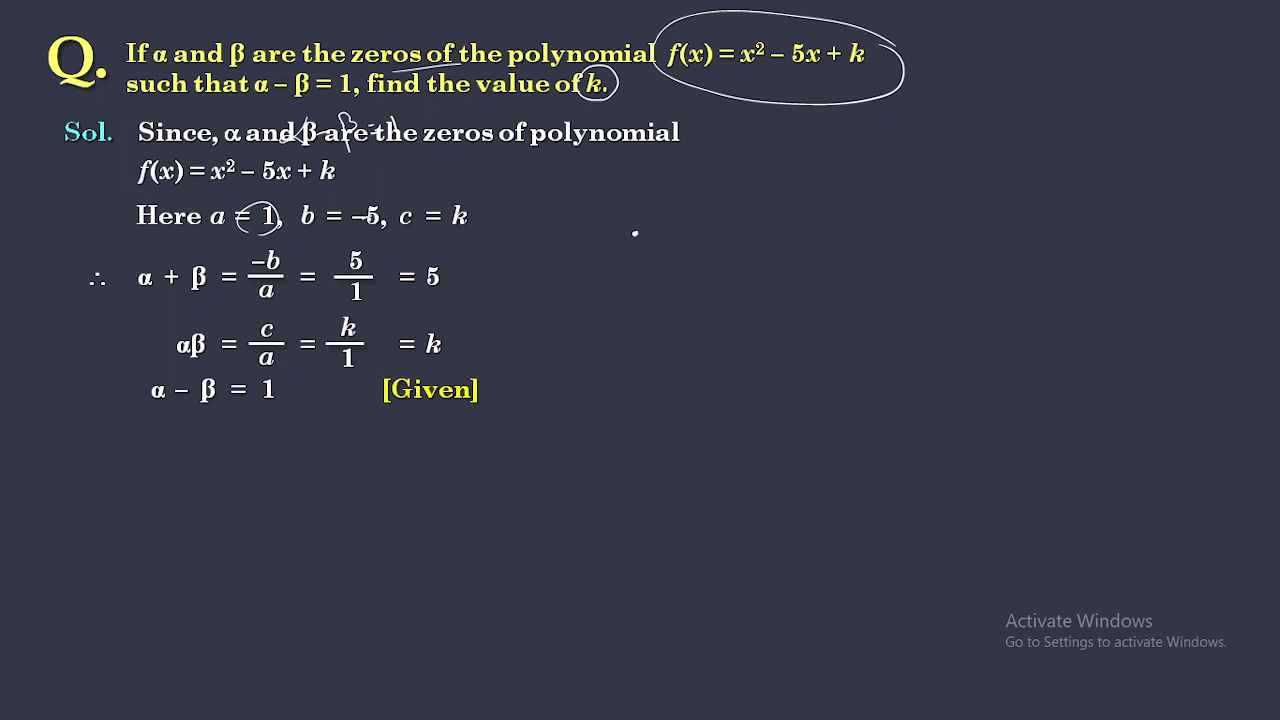 Q. If α and β are the zeros of the polynomial f(x) = x² – 5x + k
such that α – β = 1, find the value of k.
Sol. Since, α and β are the zeros of polynomial
f(x) = x² – 5x + k
Here a = 1, b = –5, c = k
∴ α + β = –b/a = 5/1 = 5
αβ = c/a = k/1 = k
α – β = 1 [Given]
Activate Windows
Go to Settings to activate Windows.